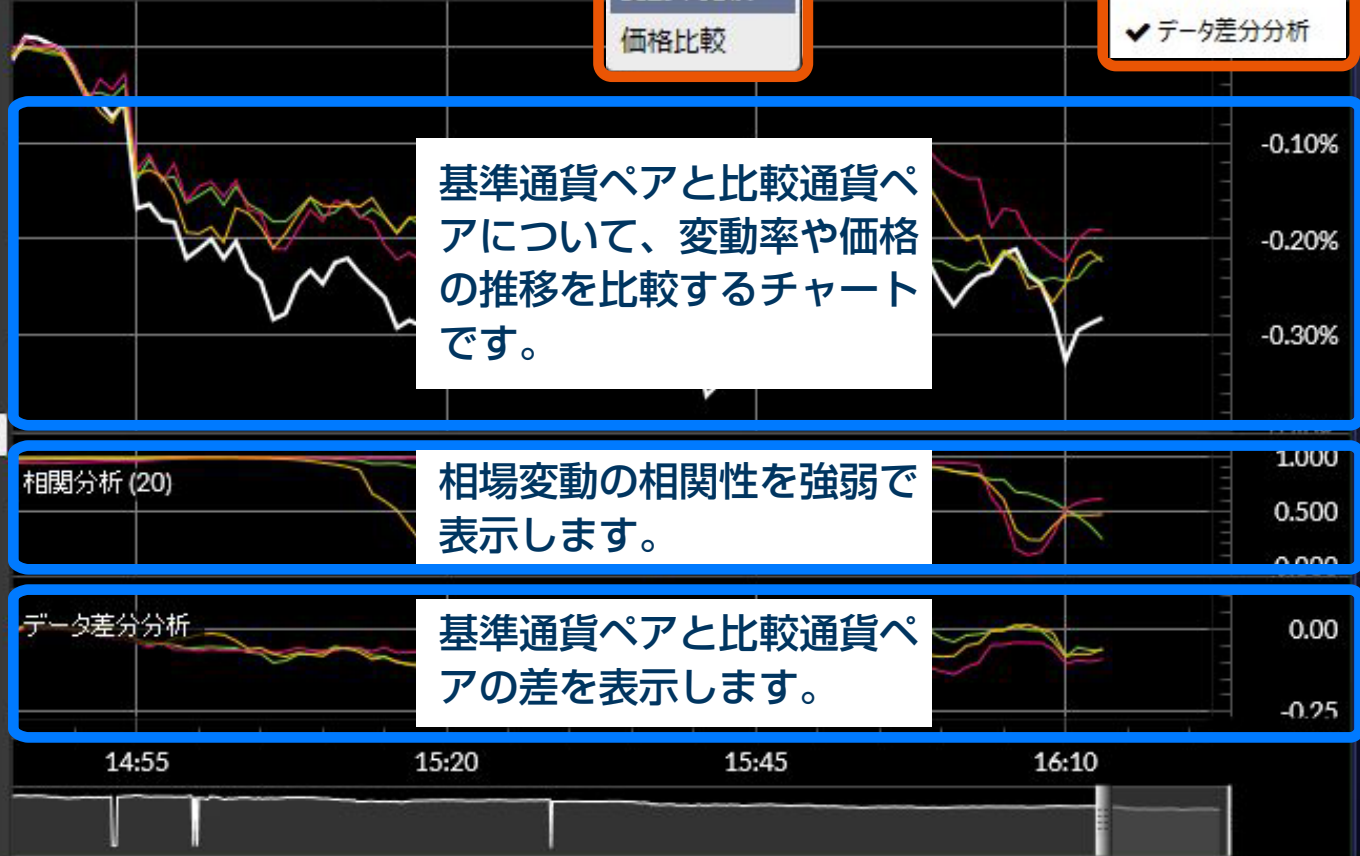 価格比較
✔データ差分分析
-0.10%
基準通貨ペアと比較通貨ペ
アについて、変動率や価格
の推移を比較するチャート
です。
-0.20%
-0.30%
相関分析 (20)
相場変動の相関性を強弱で
表示します。
1.000
0.500
0.000
データ差分分析
基準通貨ペアと比較通貨ペ
アの差を表示します。
0.00
-0.25
14:55 15:20 15:45 16:10